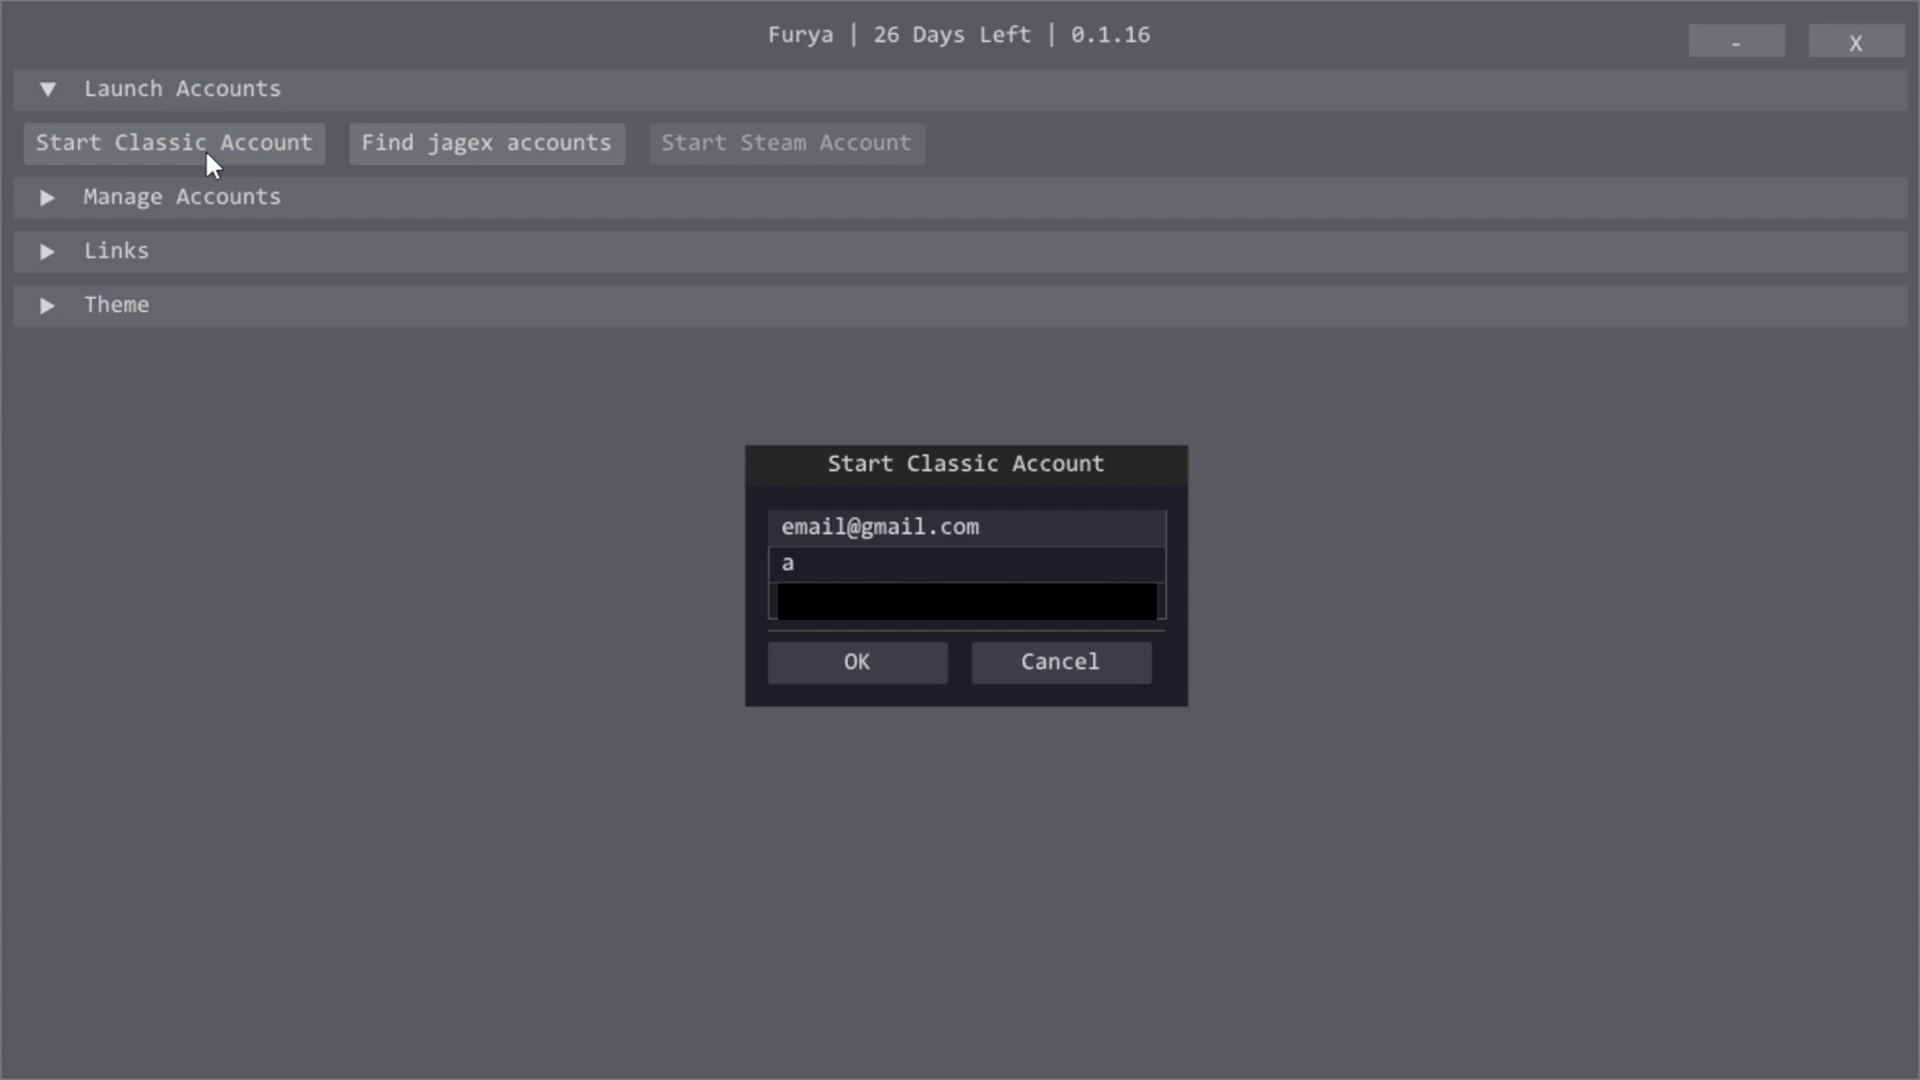 Furya | 26 Days Left | 0.1.16
- X
Launch Accounts
Start Classic Account Find jagex accounts Start Steam Account
Manage Accounts
Links
Theme
Start Classic Account
email@gmail.com
a
OK Cancel